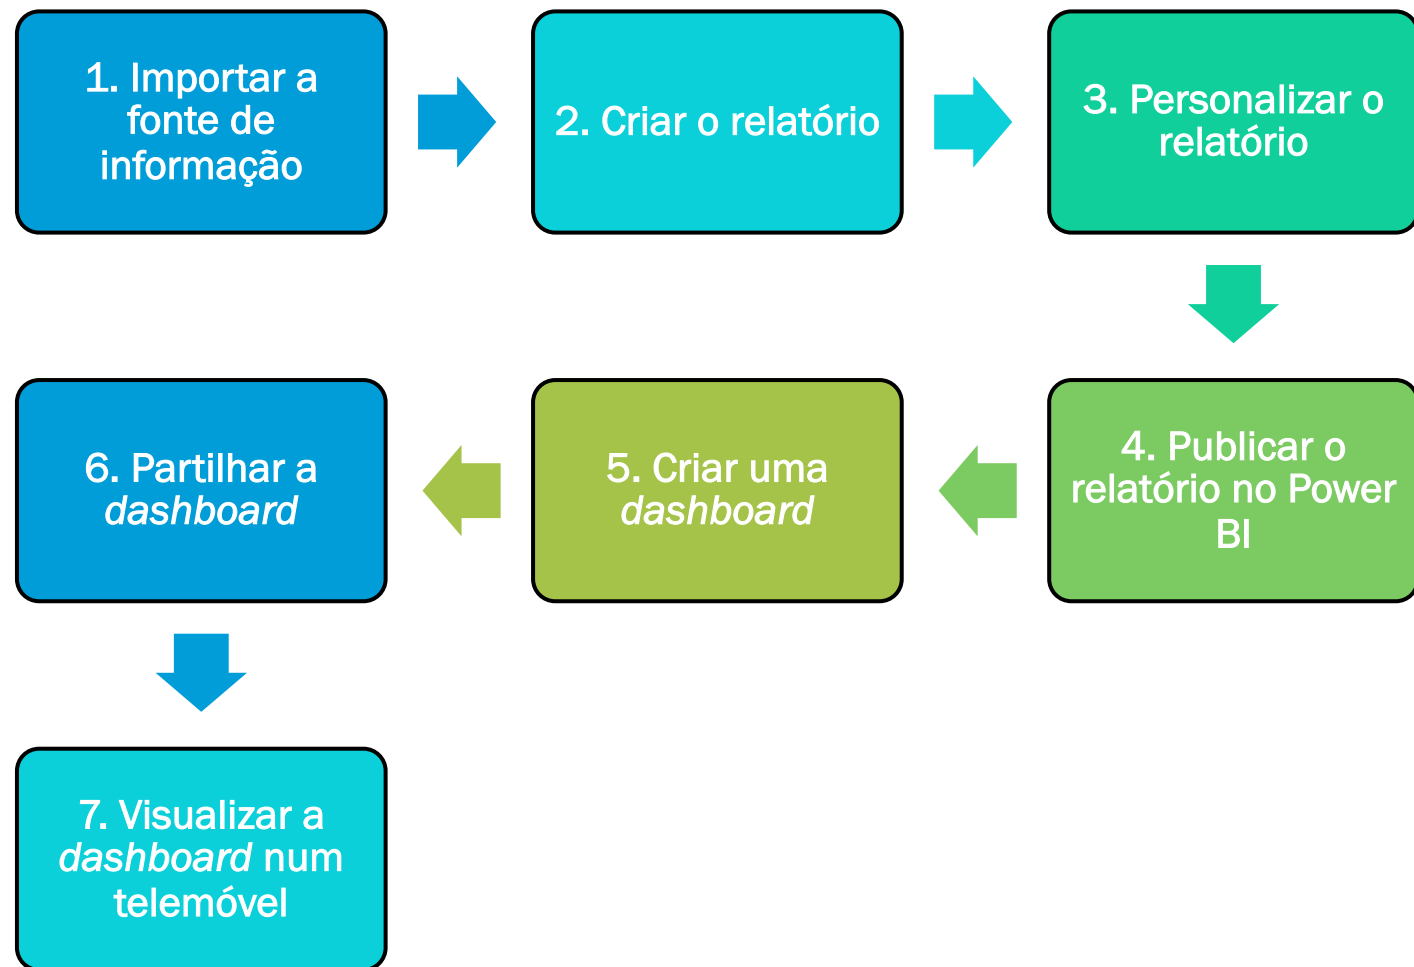 1. Importar a
fonte de
informação
2. Criar o relatório
3. Personalizar o
relatório
4. Publicar o
relatório no Power
BI
5. Criar uma
dashboard
6. Partilhar a
dashboard
7. Visualizar a
dashboard num
telemóvel